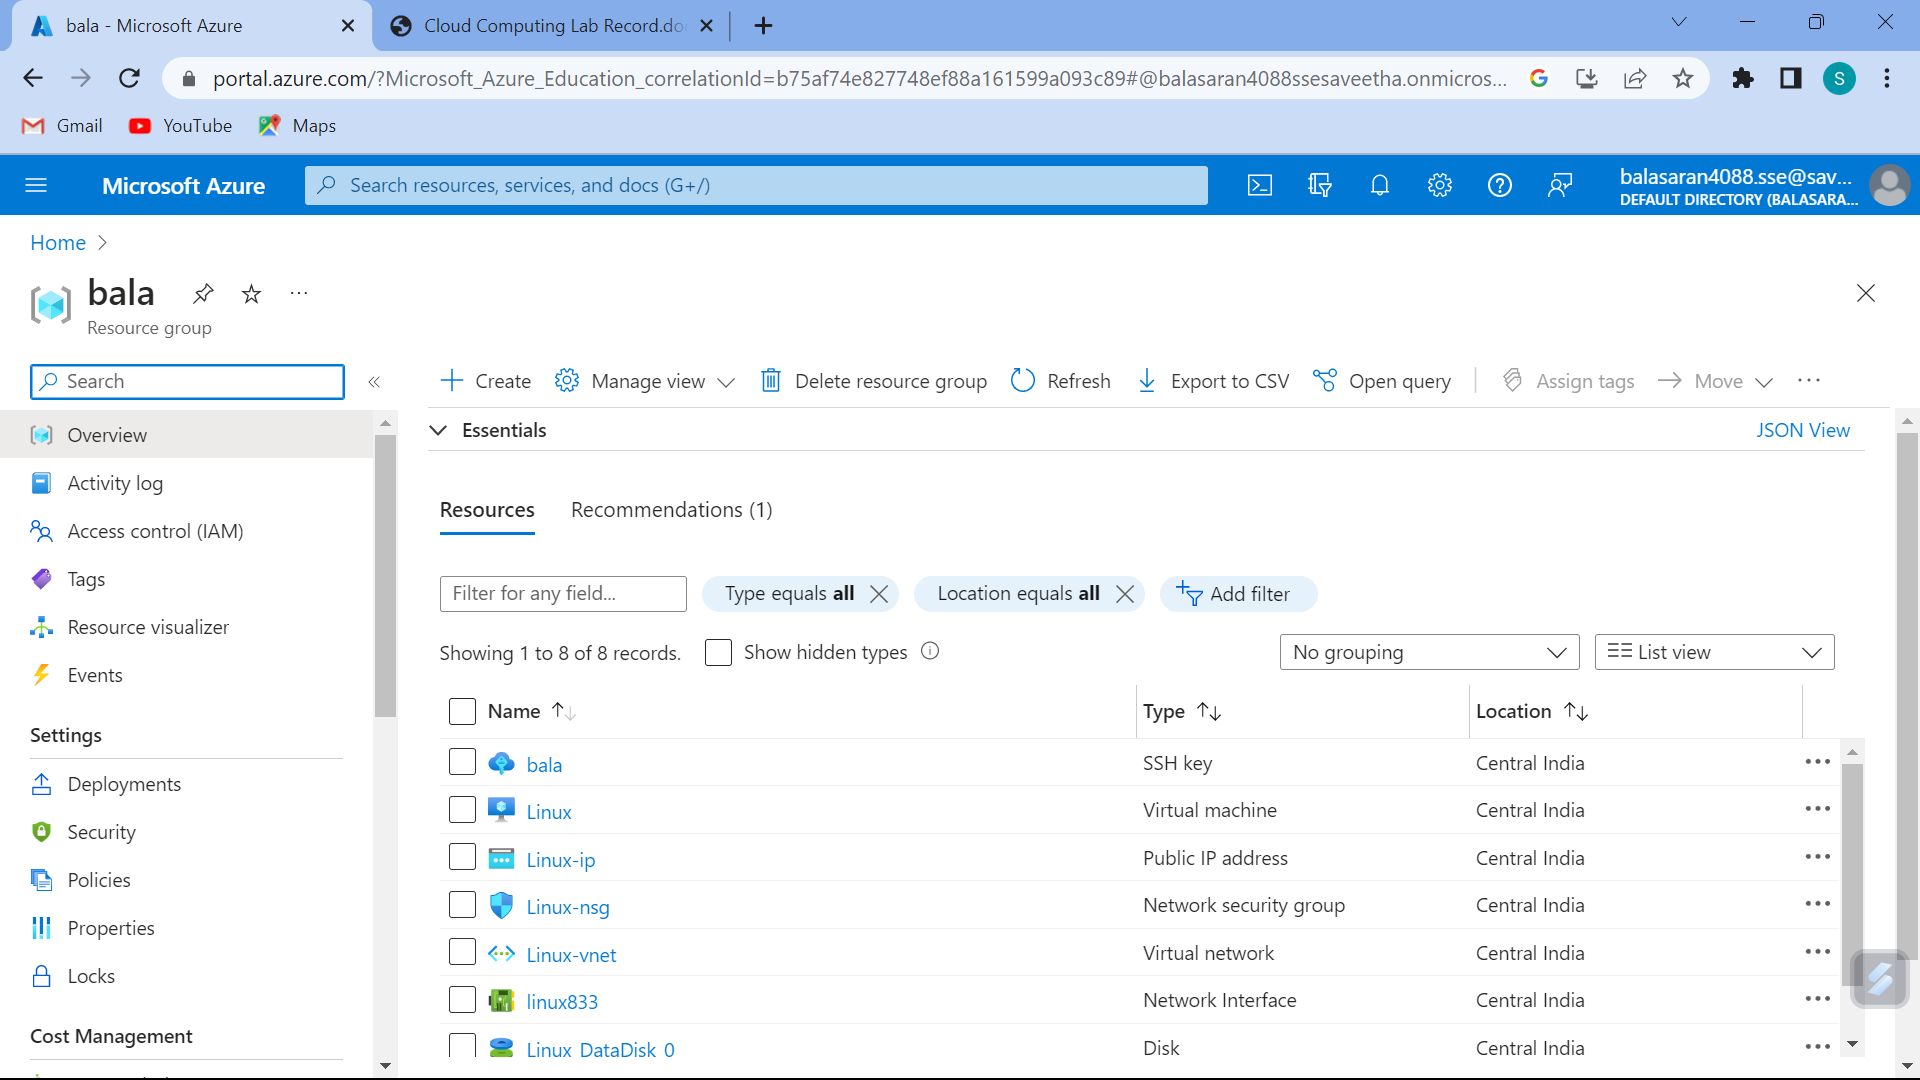 bala - Microsoft Azure
Cloud Computing Lab Record.do
portal.azure.com/?Microsoft_Azure_Education_correlationId=b75af74e827748ef88a161599a093c89#@balasaran4088ssesaveetha.onmicros...
S
Gmail
YouTube
Maps
Microsoft Azure
Search resources, services, and docs (G+/)
balasaran4088.sse@sav...
DEFAULT DIRECTORY (BALASARA...
Home
bala
Resource group
Search
Create
Manage view
Delete resource group
Refresh
Export to CSV
Open query
Assign tags
Move
Overview
Activity log
Access control (IAM)
Tags
Resource visualizer
Events
Settings
Deployments
Security
Policies
Properties
Locks
Cost Management
Essentials
JSON View
Resources
Recommendations (1)
Filter for any field...
Type equals all
Location equals all
Add filter
Showing 1 to 8 of 8 records.
Show hidden types
No grouping
List view
Name
Type
Location
bala SSH key Central India
Linux Virtual machine Central India
Linux-ip Public IP address Central India
Linux-nsg Network security group Central India
Linux-vnet Virtual network Central India
linux833 Network Interface Central India
Linux_DataDisk_0 Disk Central India